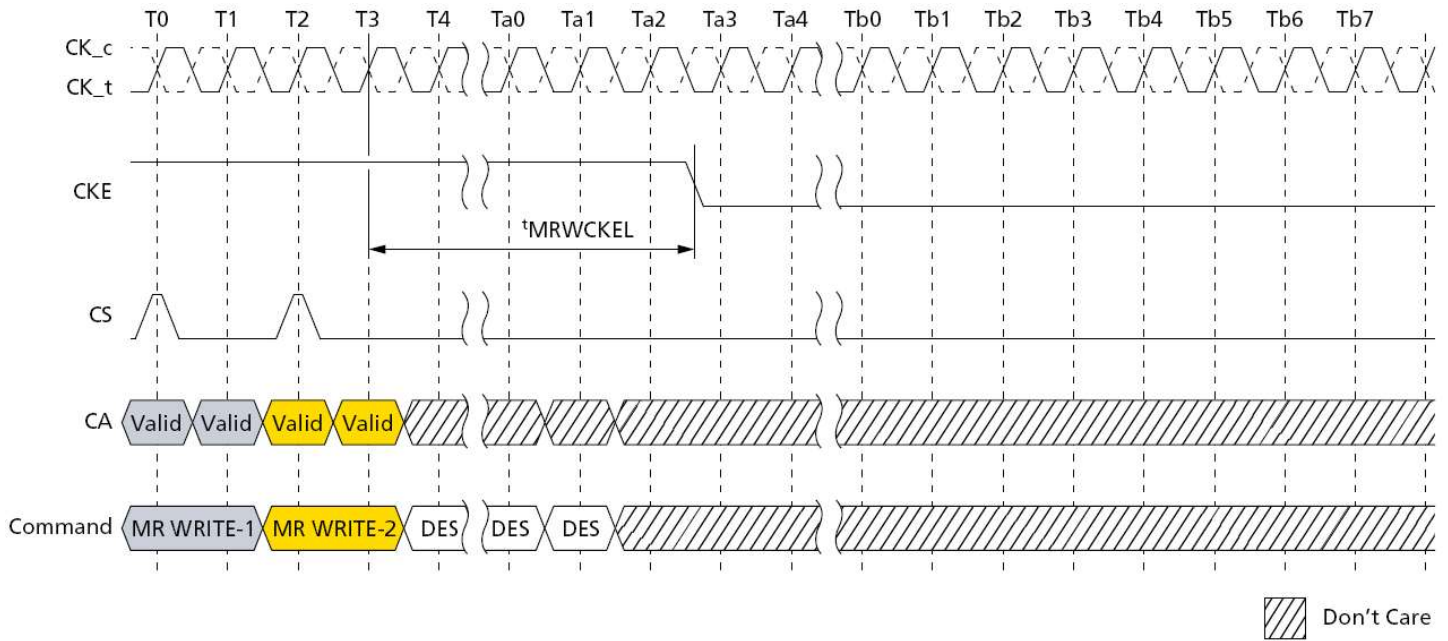 T0 T1 T2 T3 T4 Ta0 Ta1 Ta2 Ta3 Ta4 Tb0 Tb1 Tb2 Tb3 Tb4 Tb5 Tb6 Tb7
CK_c
CK_t
CKE
tMRWCKEL
CS
CA Valid Valid Valid Valid
Command MR WRITE-1 MR WRITE-2 DES DES DES
Don't Care